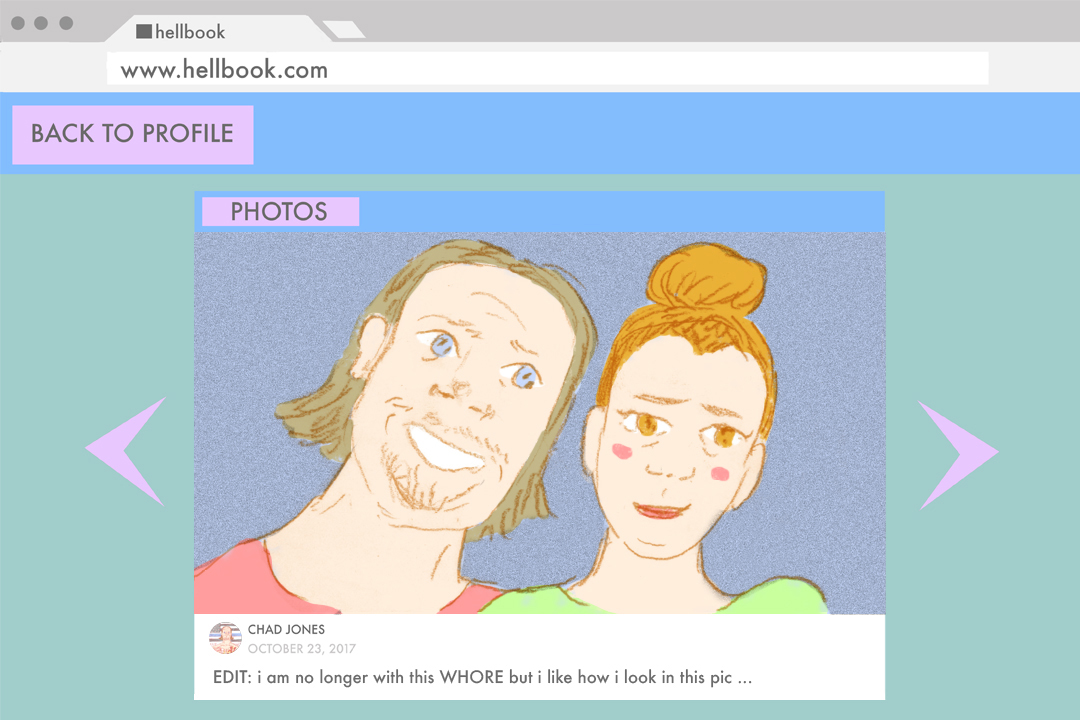 hellbook
www.hellbook.com
BACK TO PROFILE
PHOTOS
CHAD JONES
OCTOBER 23, 2017
EDIT: i am no longer with this WHORE but i like how i look in this pic ...